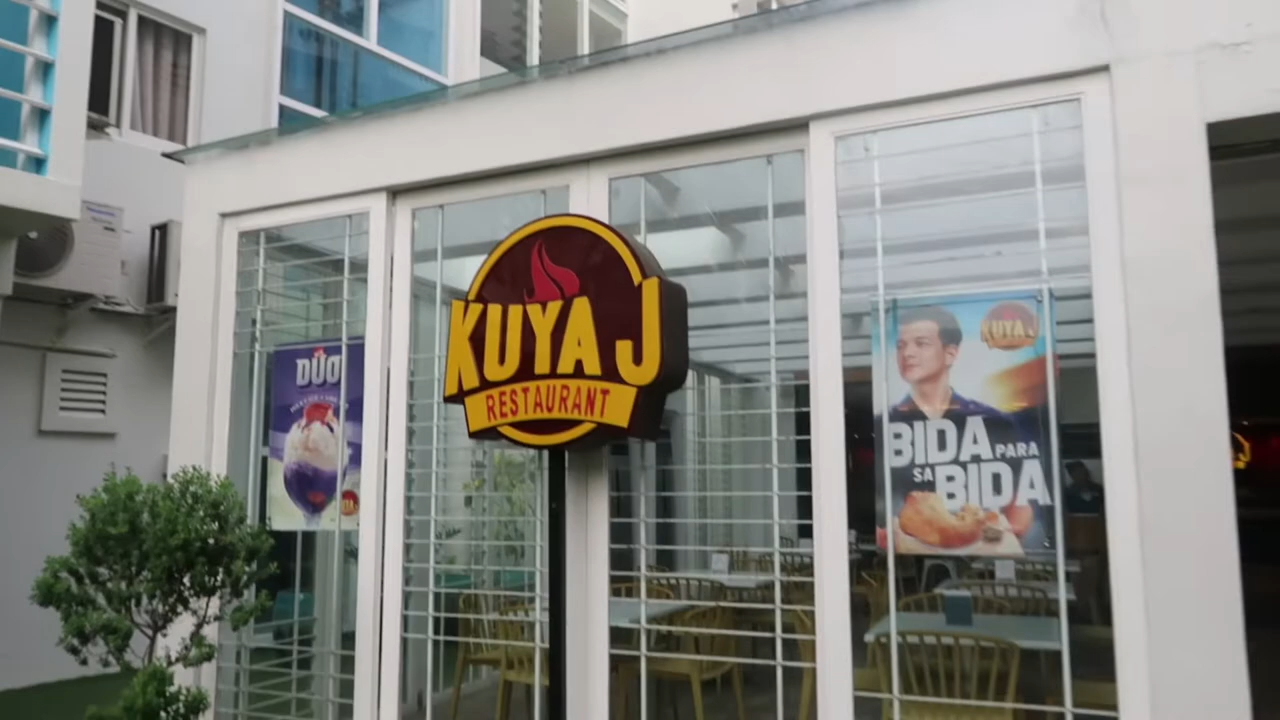 DUO
KUYA J
RESTAURANT
KUYA J
BIDA PARA
SA BIDA